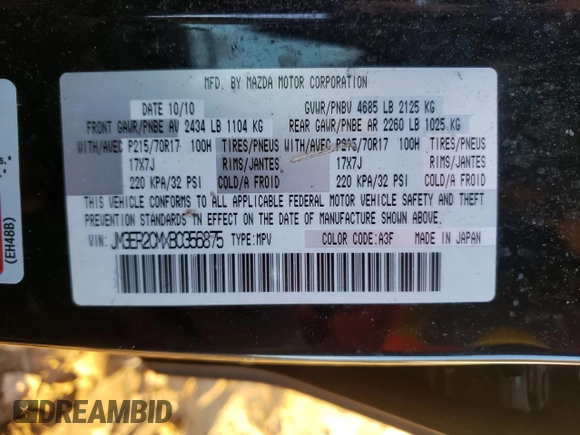 MFD. BY MAZDA MOTOR CORPORATION
DATE 10/10 GVWR/PNBV 4685 LB 2125 KG
FRONT GAWR/PNBE AV 2434 LB 1104 KG REAR GAWR/PNBE AR 2260 LB 1025 KG
WITH/AVEC P215/70R17 100H TIRES/PNEUS WITH/AVEC P215/70R17 100H TIRES/PNEUS
17X7J RIMS/JANTES 17X7J RIMS/JANTES
220 KPA/32 PSI COLD/A FROID 220 KPA/32 PSI COLD/A FROID
THIS VEHICLE CONFORMS TO ALL APPLICABLE FEDERAL MOTOR VEHICLE SAFETY AND THEFT
PREVENTION STANDARDS IN EFFECT ON THE DATE OF MANUFACTURE SHOWN ABOVE.
VIN: JM3ER2CMXB0356875 TYPE: MPV COLOR CODE: A3F MADE IN JAPAN
(EH48B)
DREAMBID